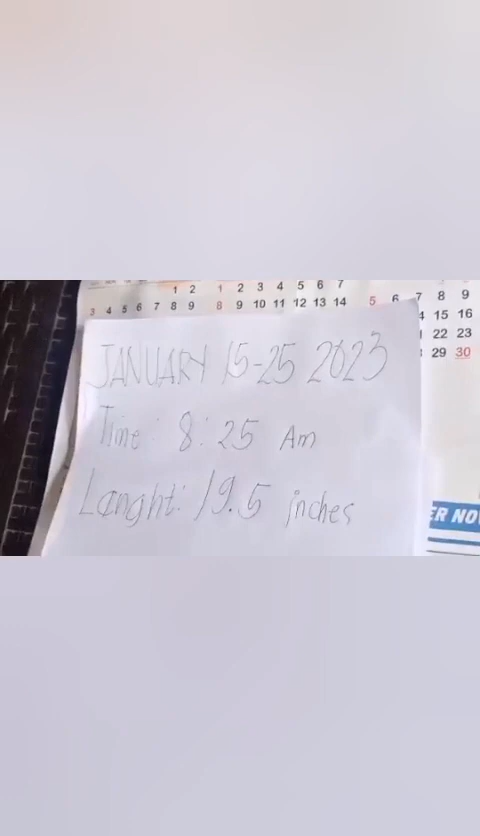 1 2 1 2 3 4 5 6 7
3 4 5 6 7 8 9 8 9 10 11 12 13 14 5 6 7 8 9
15 16
22 23
29 30
JANUARY 15-25 2023
Time: 8:25 Am
Lenght: 19.5 inches
ER NO